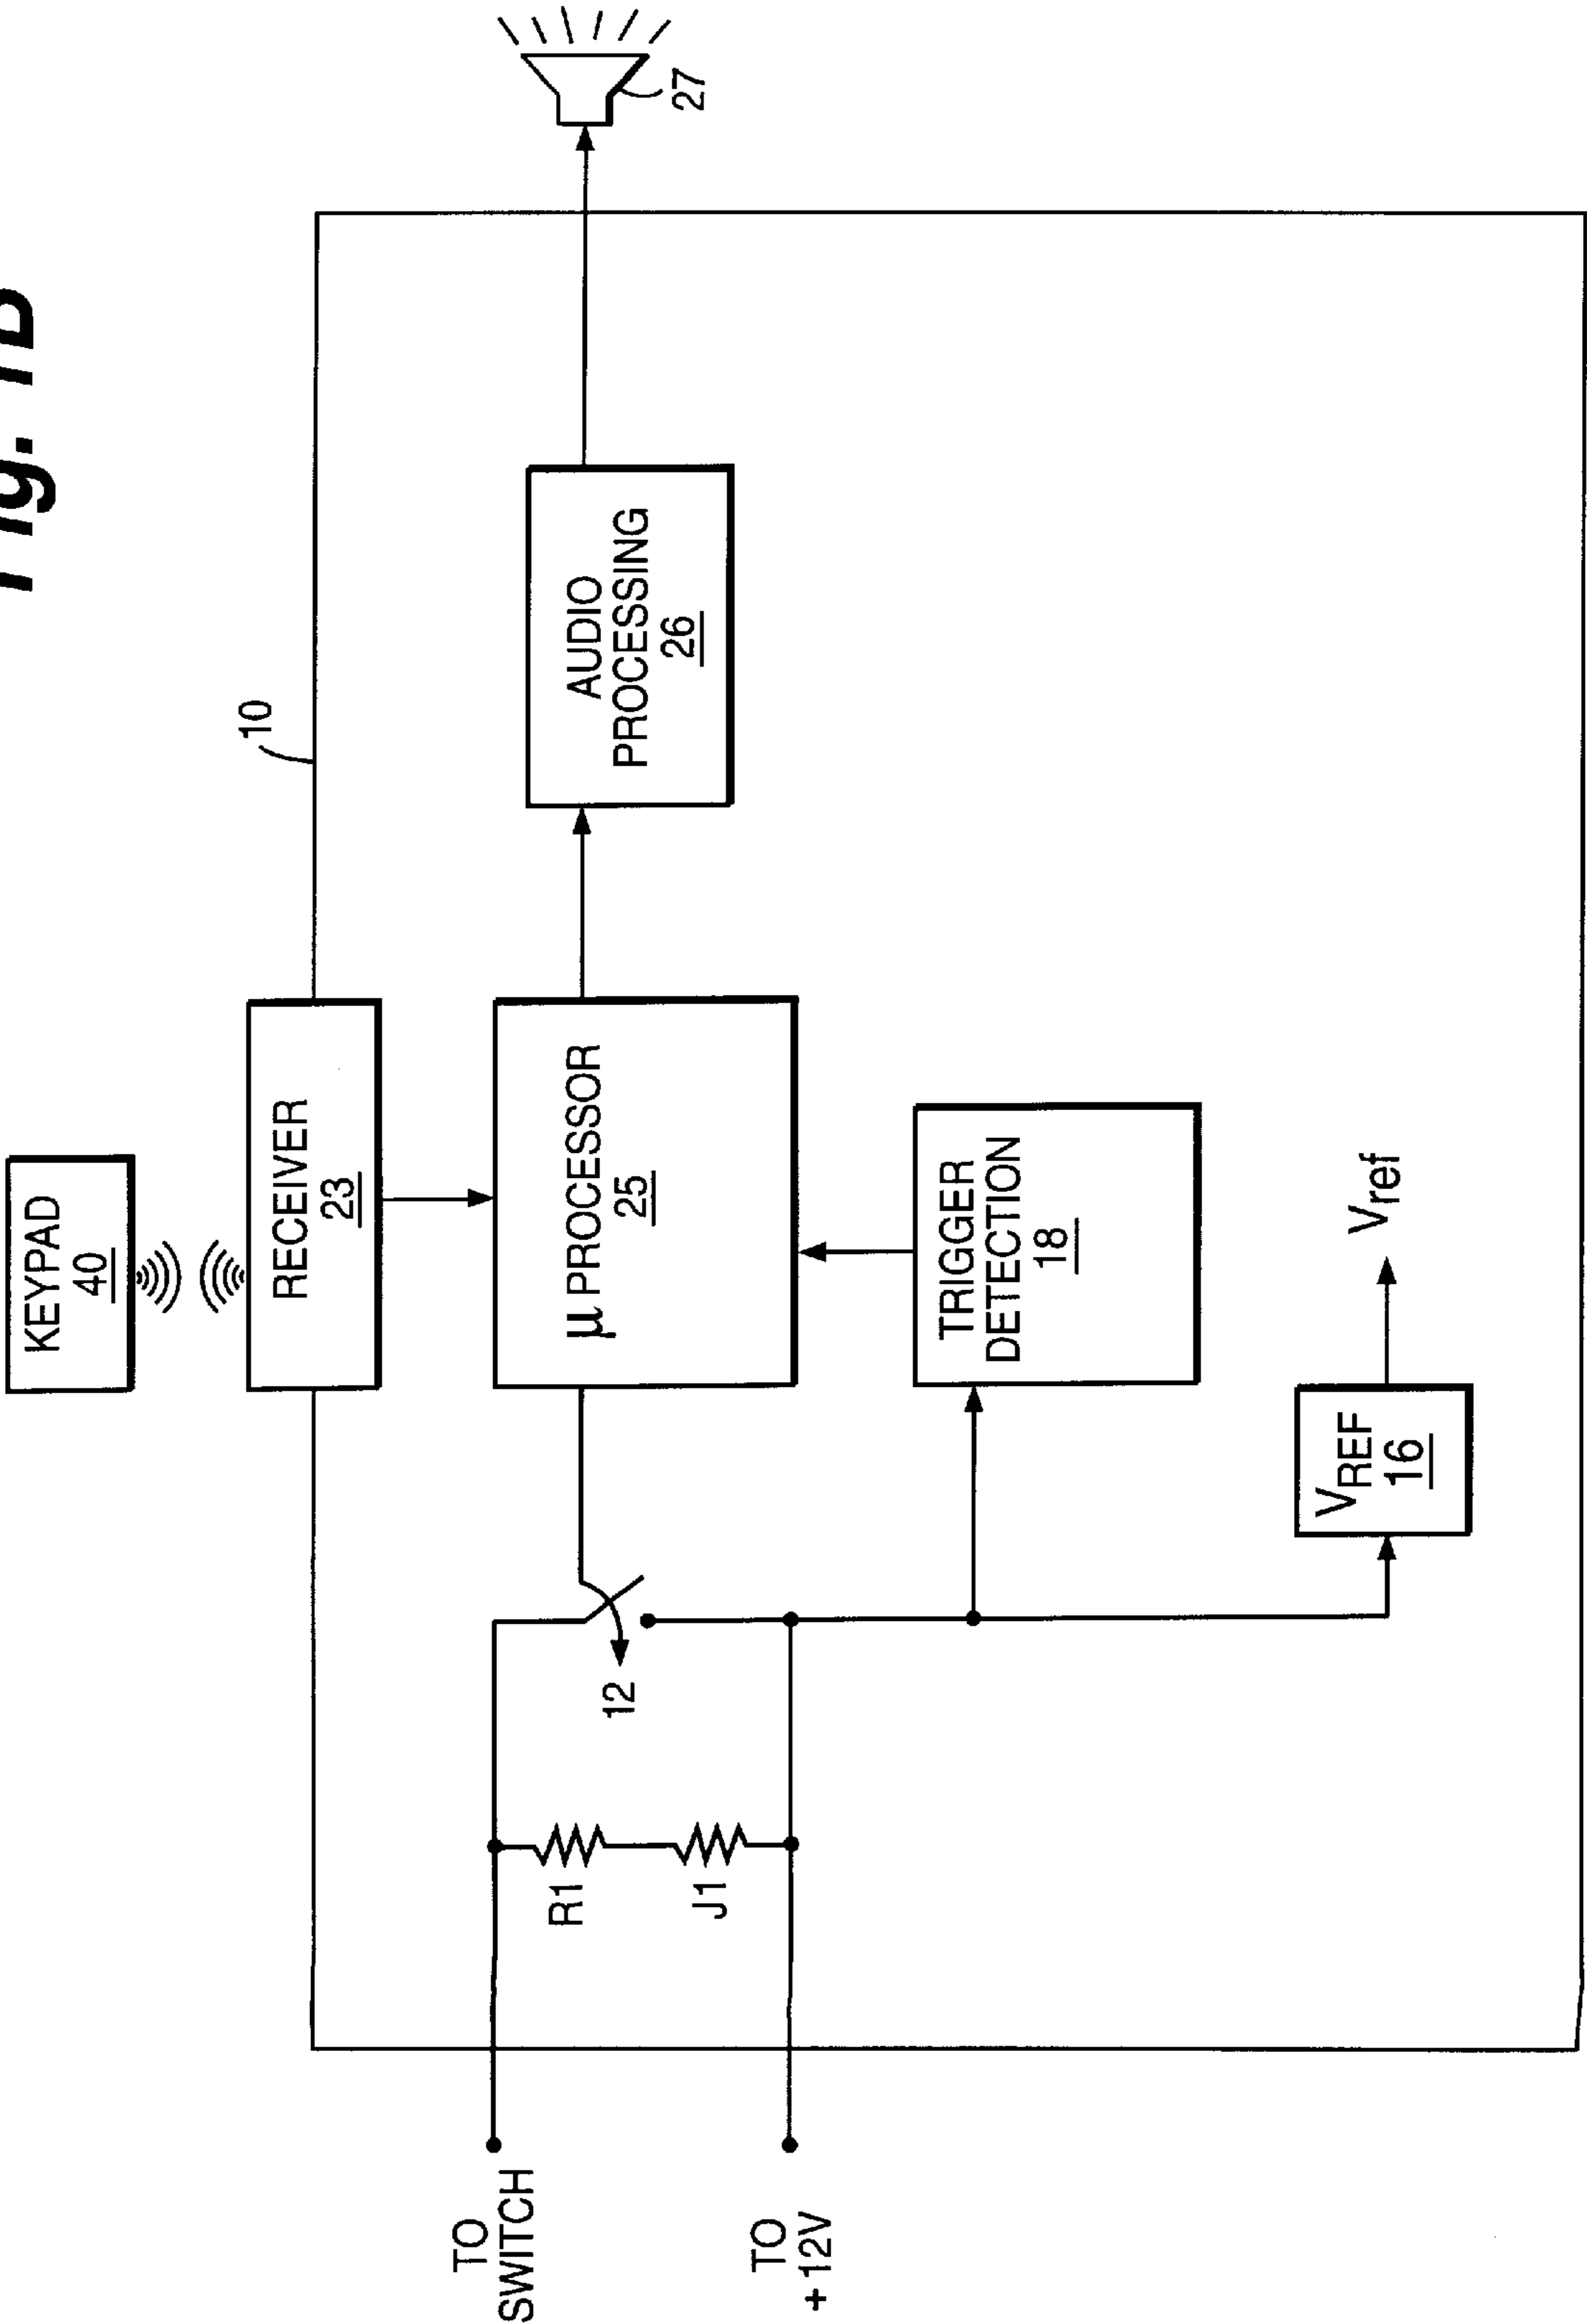 Fig. 1B
KEYPAD
40
RECEIVER
23
10
µPROCESSOR
25
AUDIO
PROCESSING
26
27
TO
SWITCH
R1
J1
12
TO
+12V
TRIGGER
DETECTION
18
VREF
16
Vref